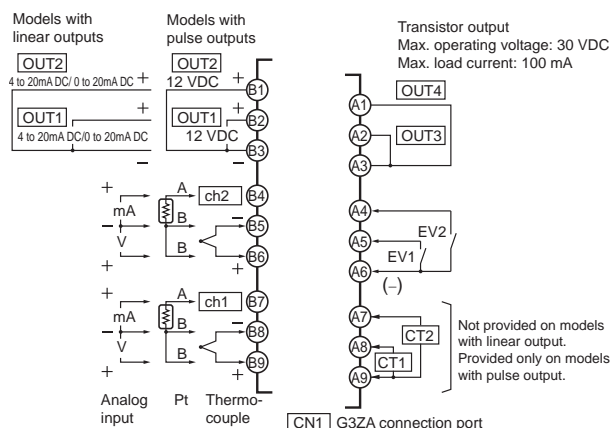 Models with
linear outputs
Models with
pulse outputs
OUT2
OUT2
4 to 20mA DC/ 0 to 20mA DC
+
12 VDC
+
B1
+
+
OUT1
OUT1
B2
4 to 20mA DC/0 to 20mA DC
12 VDC
−
−
B3
+
A
ch2
B4
mA
−
B
−
B5
V
+
B
+
B6
+
A
ch1
B7
mA
−
B
−
B8
V
+
B
+
B9
Analog
input
Pt
Thermo-
couple
Transistor output
Max. operating voltage: 30 VDC
Max. load current: 100 mA
A1
OUT4
A2
OUT3
A3
A4
EV2
A5
EV1
A6
(−)
A7
CT2
A8
CT1
A9
Not provided on models
with linear output.
Provided only on models
with pulse output.
CN1 G3ZA connection port